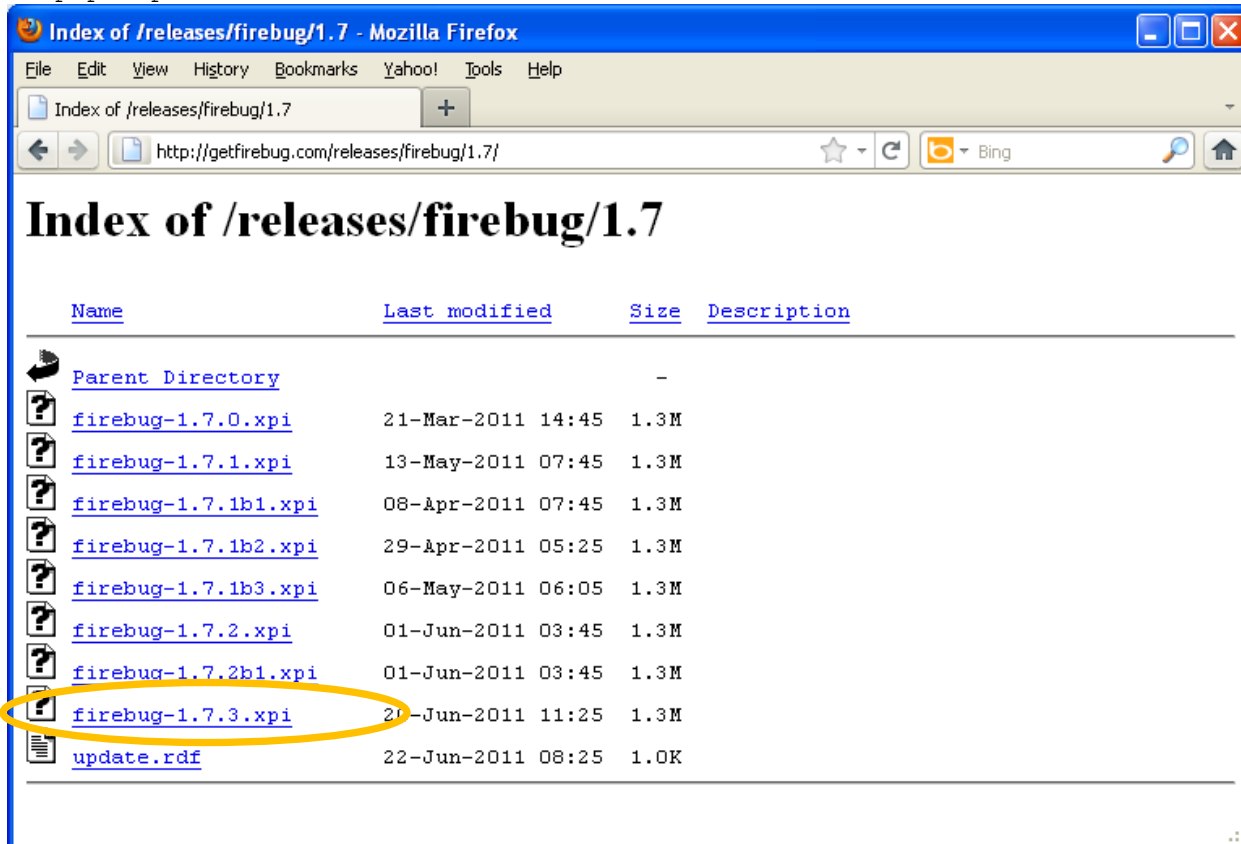 Index of /releases/firebug/1.7 - Mozilla Firefox
File Edit View History Bookmarks Yahoo! Tools Help
Index of /releases/firebug/1.7 +
http://getfirebug.com/releases/firebug/1.7/ Bing
Index of /releases/firebug/1.7
Name Last modified Size Description
Parent Directory -
firebug-1.7.0.xpi 21-Mar-2011 14:45 1.3M
firebug-1.7.1.xpi 13-May-2011 07:45 1.3M
firebug-1.7.1b1.xpi 08-Apr-2011 07:45 1.3M
firebug-1.7.1b2.xpi 29-Apr-2011 05:25 1.3M
firebug-1.7.1b3.xpi 06-May-2011 06:05 1.3M
firebug-1.7.2.xpi 01-Jun-2011 03:45 1.3M
firebug-1.7.2b1.xpi 01-Jun-2011 03:45 1.3M
firebug-1.7.3.xpi -Jun-2011 11:25 1.3M
update.rdf 22-Jun-2011 08:25 1.0K